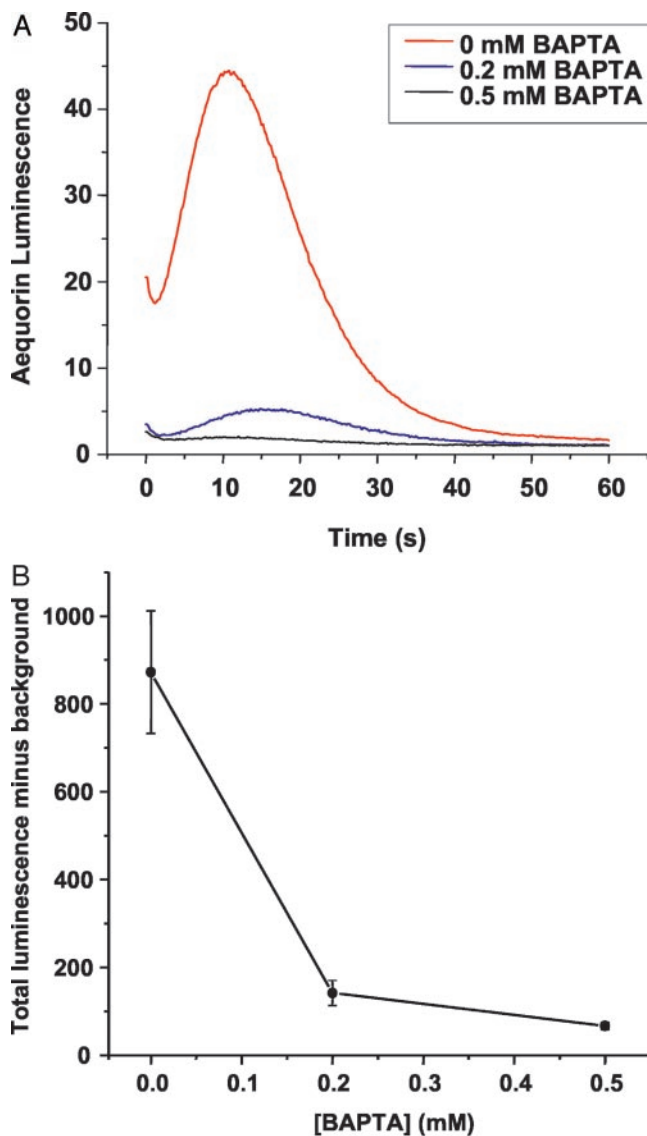 A
50
40
30
20
10
0
Aequorin Luminescence
0 mM BAPTA
0.2 mM BAPTA
0.5 mM BAPTA
0 10 20 30 40 50 60
Time (s)
B
1000
800
600
400
200
0
Total luminescence minus background
0.0 0.1 0.2 0.3 0.4 0.5
[BAPTA] (mM)